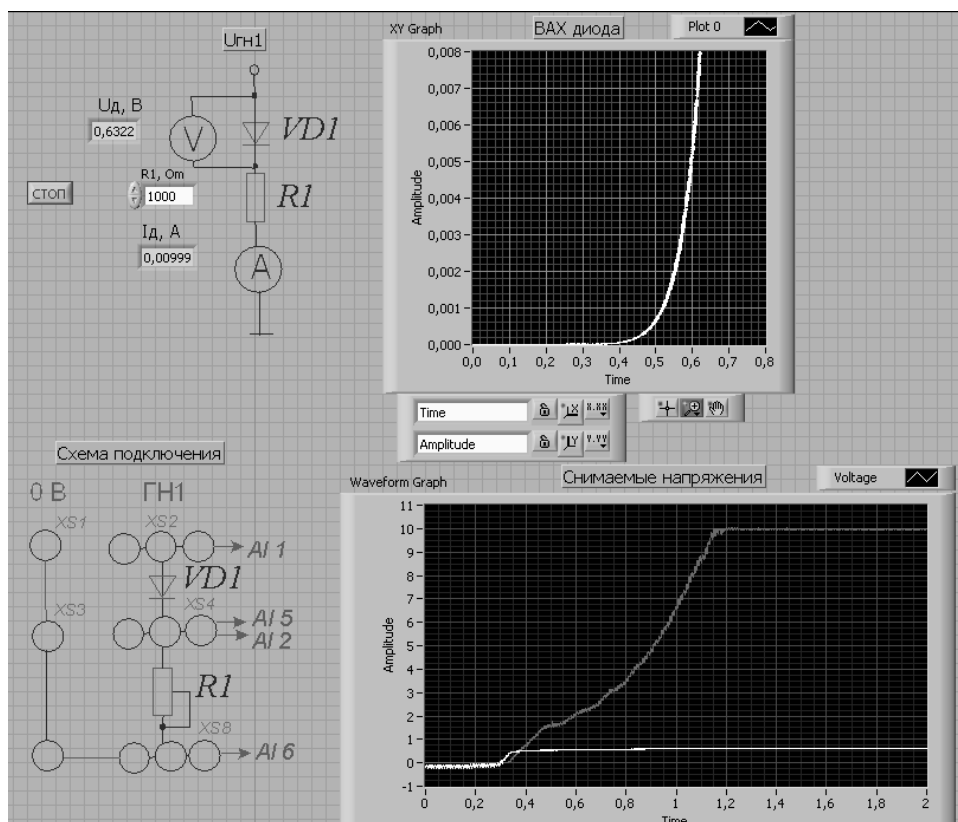 XY Graph
ВАХ диода
Plot 0
Uгн1
Uд, В
0,6322
V
VD1
R1, Om
1000
R1
стоп
Iд, А
0,00999
A
Amplitude
0,008
0,007
0,006
0,005
0,004
0,003
0,002
0,001
0,000
0,0 0,1 0,2 0,3 0,4 0,5 0,6 0,7 0,8
Time
Time
X.XX
Amplitude
Y.YY
Схема подключения
0 В
ГН1
XS1
XS2
AI 1
VD1
XS3
XS4
AI 5
AI 2
R1
XS8
AI 6
Waveform Graph
Снимаемые напряжения
Voltage
Amplitude
11
10
9
8
7
6
5
4
3
2
1
0
-1
0 0,2 0,4 0,6 0,8 1 1,2 1,4 1,6 1,8 2
Time